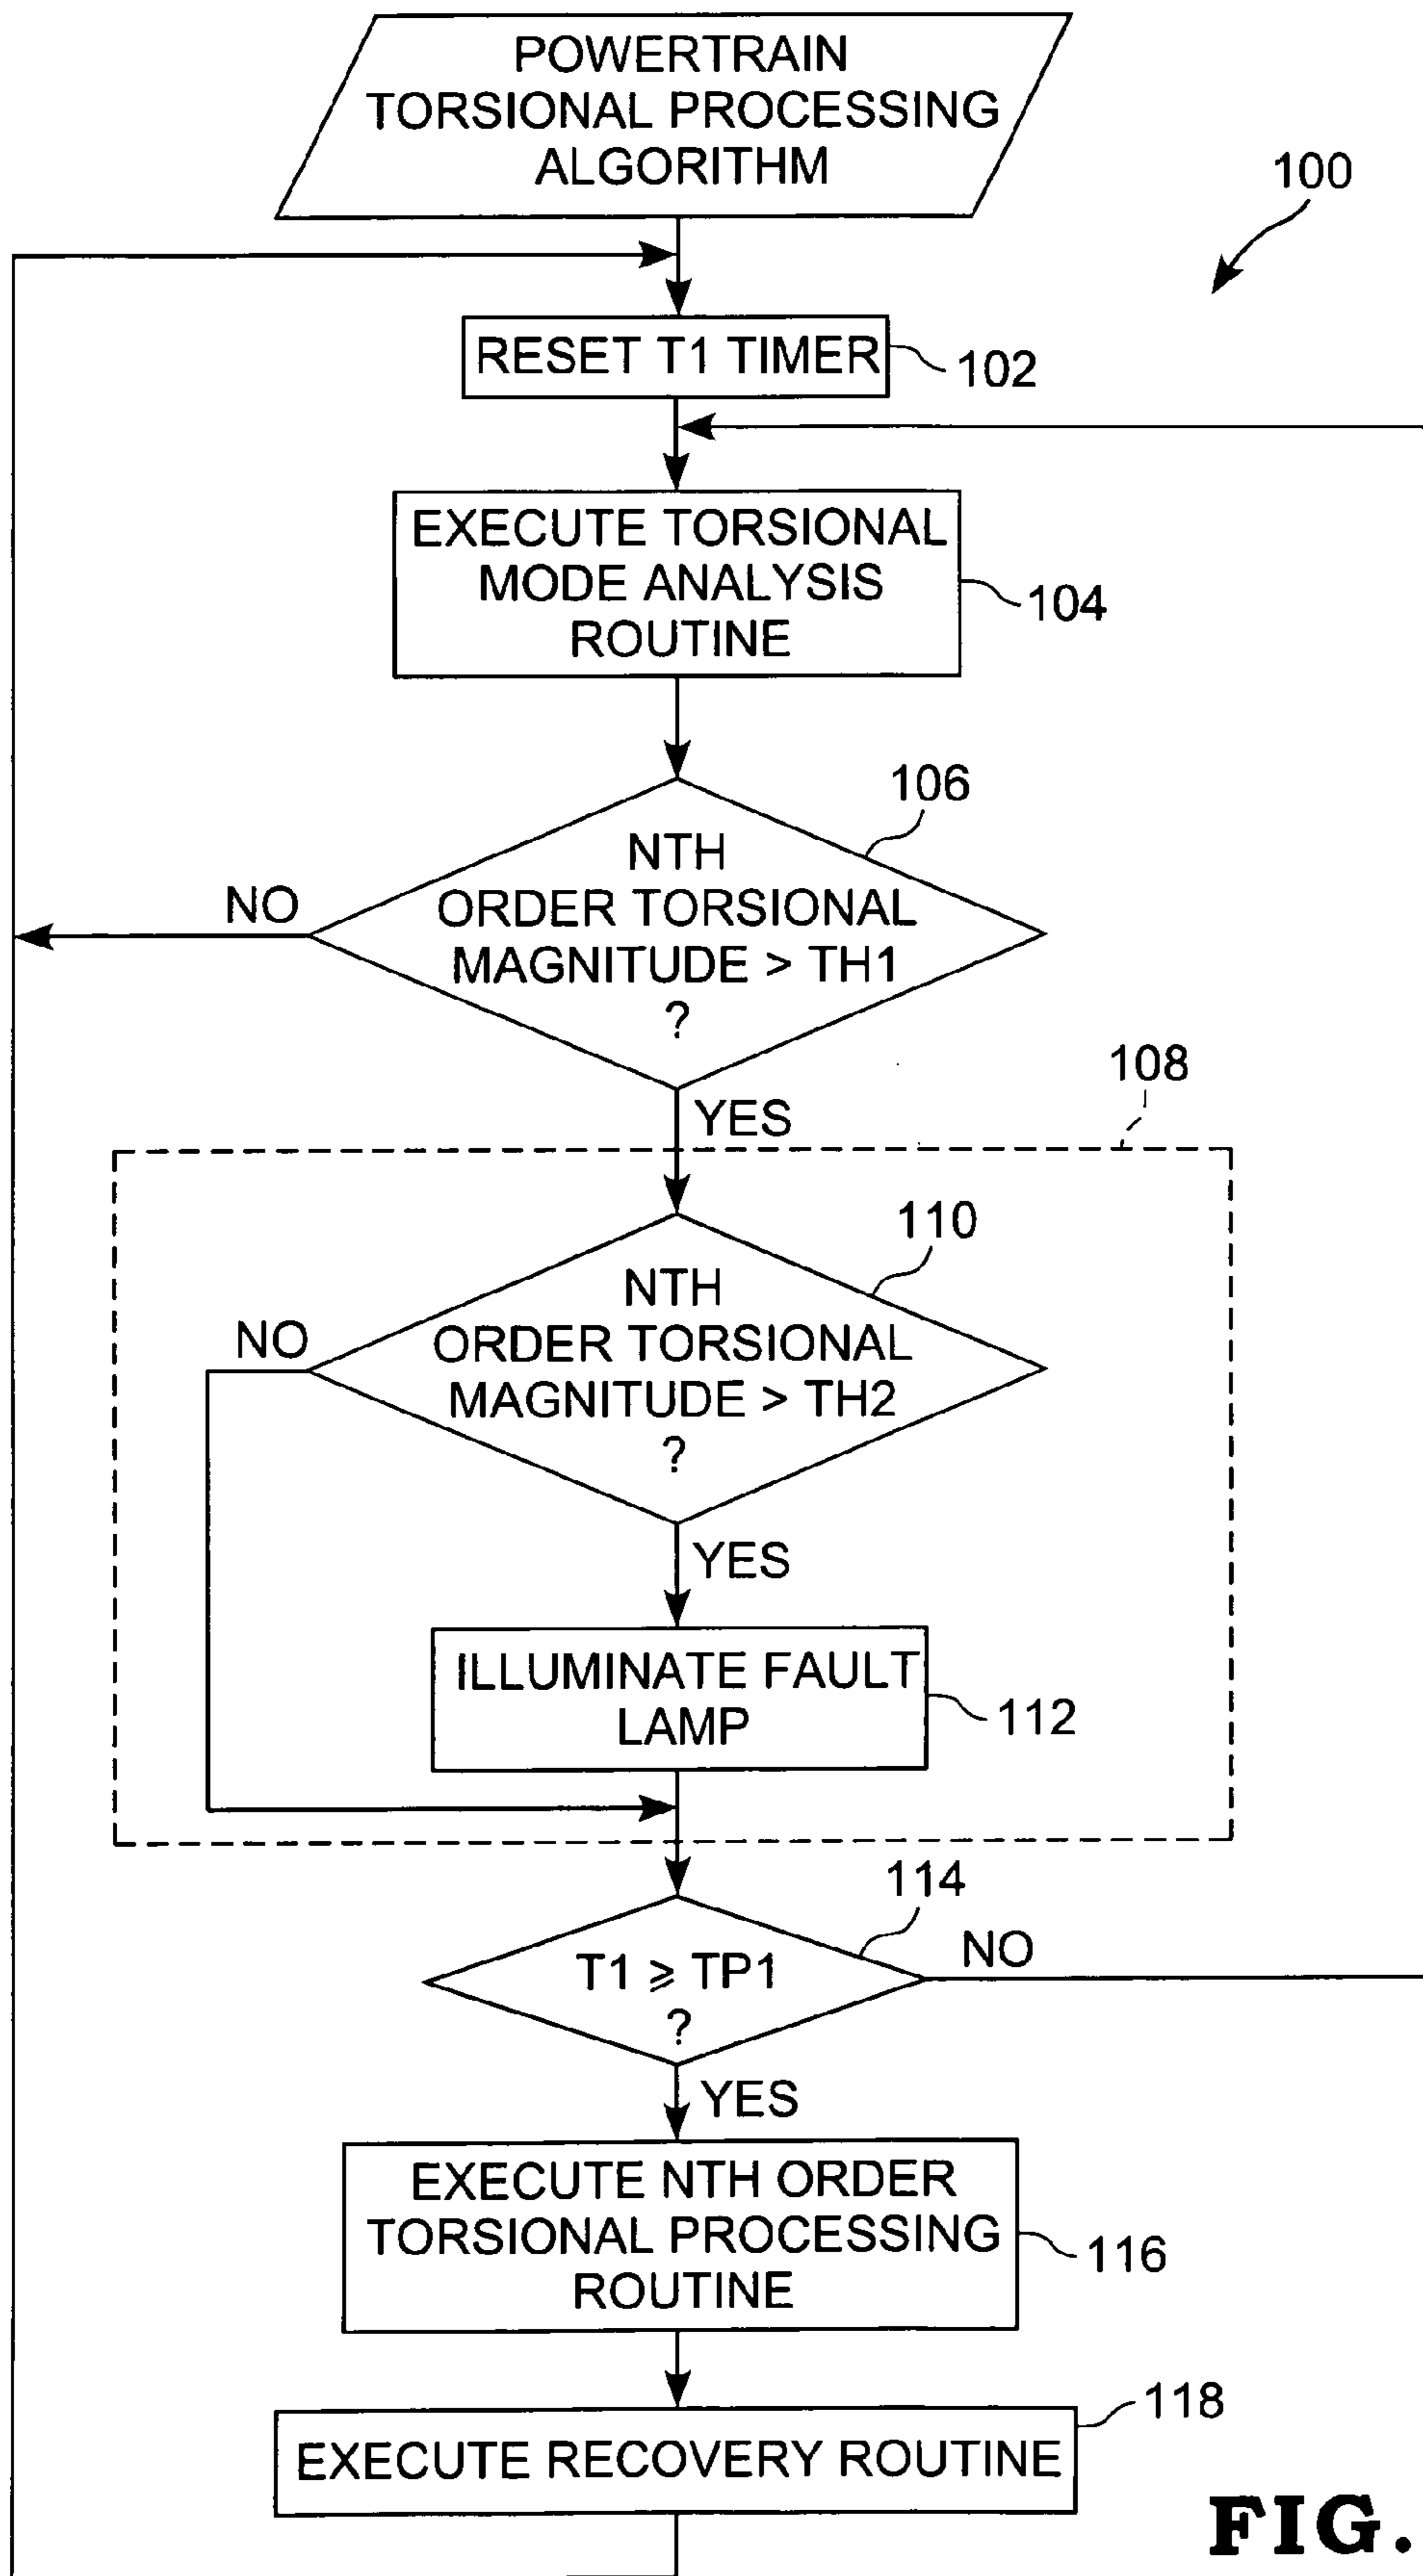 POWERTRAIN
TORSIONAL PROCESSING
ALGORITHM
100
RESET T1 TIMER
102
EXECUTE TORSIONAL
MODE ANALYSIS
ROUTINE
104
106
NTH
ORDER TORSIONAL
MAGNITUDE > TH1
?
NO
YES
108
110
NTH
ORDER TORSIONAL
MAGNITUDE > TH2
?
NO
YES
ILLUMINATE FAULT
LAMP
112
114
T1 ⩾ TP1
?
NO
YES
EXECUTE NTH ORDER
TORSIONAL PROCESSING
ROUTINE
116
118
EXECUTE RECOVERY ROUTINE
FIG.